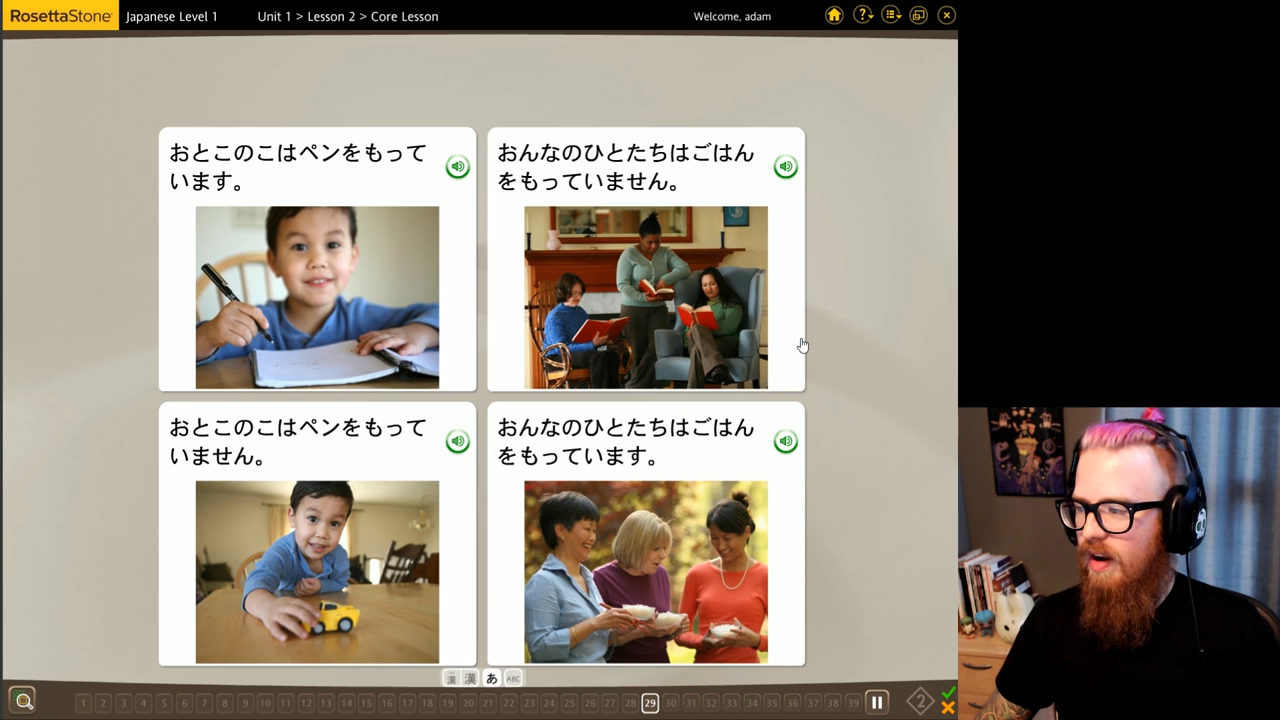 RosettaStone
Japanese Level 1
Unit 1 > Lesson 2 > Core Lesson
Welcome, adam
おとこのこはペンをもって
います。
おんなのひとたちはごはん
をもっていません。
おとこのこはペンをもって
いません。
おんなのひとたちはごはん
をもっています。
漢 漢 あ ABC
1 2 3 4 5 6 7 8 9 10 11 12 13 14 15 16 17 18 19 20 21 22 23 24 25 26 27 28 29 30 31 32 33 34 35 36 37 38 39
2